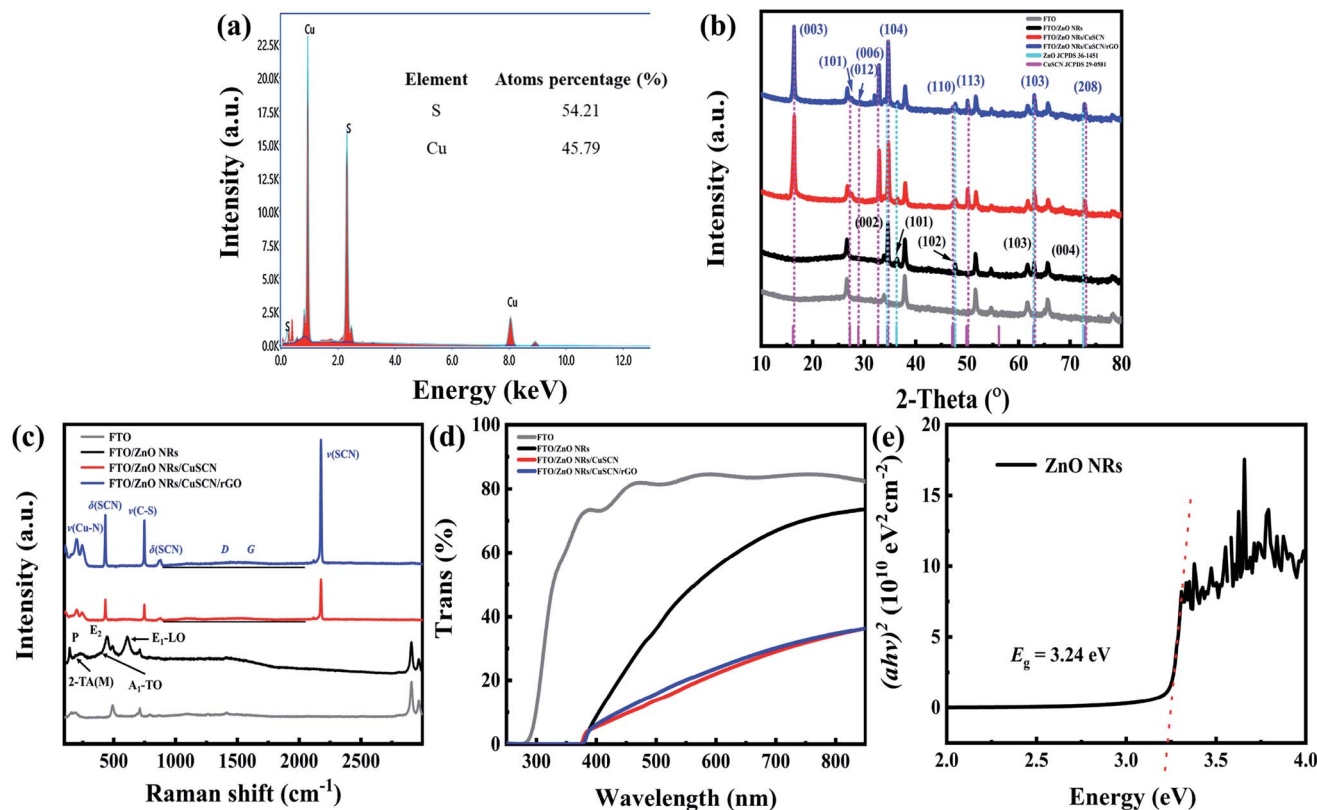 (a)
Cu
S
Cu
S
Element Atoms percentage (%)
S 54.21
Cu 45.79
22.5K
20.0K
17.5K
15.0K
12.5K
10.0K
7.5K
5.0K
2.5K
0.0K
0.0 2.0 4.0 6.0 8.0 10.0 12.0
Intensity (a.u.)
Energy (keV)
(b)
FTO
FTO/ZnO NRs
FTO/ZnO NRs/CuSCN
FTO/ZnO NRs/CuSCN/rGO
ZnO JCPDS 36-1451
CuSCN JCPDS 29-0581
(003)
(101)
(012)
(006)
(104)
(110)
(113)
(103)
(208)
(002)
(101)
(102)
(103)
(004)
10 20 30 40 50 60 70 80
Intensity (a.u.)
2-Theta (°)
(c)
FTO
FTO/ZnO NRs
FTO/ZnO NRs/CuSCN
FTO/ZnO NRs/CuSCN/rGO
ν(SCN)
δ(SCN)
ν(C-S)
ν(Cu-N)
δ(SCN)
D G
P
E₂
E₁-LO
2-TA(M)
A₁-TO
500 1000 1500 2000 2500
Intensity (a.u.)
Raman shift (cm⁻¹)
(d)
FTO
FTO/ZnO NRs
FTO/ZnO NRs/CuSCN
FTO/ZnO NRs/CuSCN/rGO
100
80
60
40
20
0
300 400 500 600 700 800
Trans (%)
Wavelength (nm)
(e)
ZnO NRs
E_g = 3.24 eV
20
15
10
5
0
2.0 2.5 3.0 3.5 4.0
(ahv)² (10¹⁰ eV²cm⁻²)
Energy (eV)